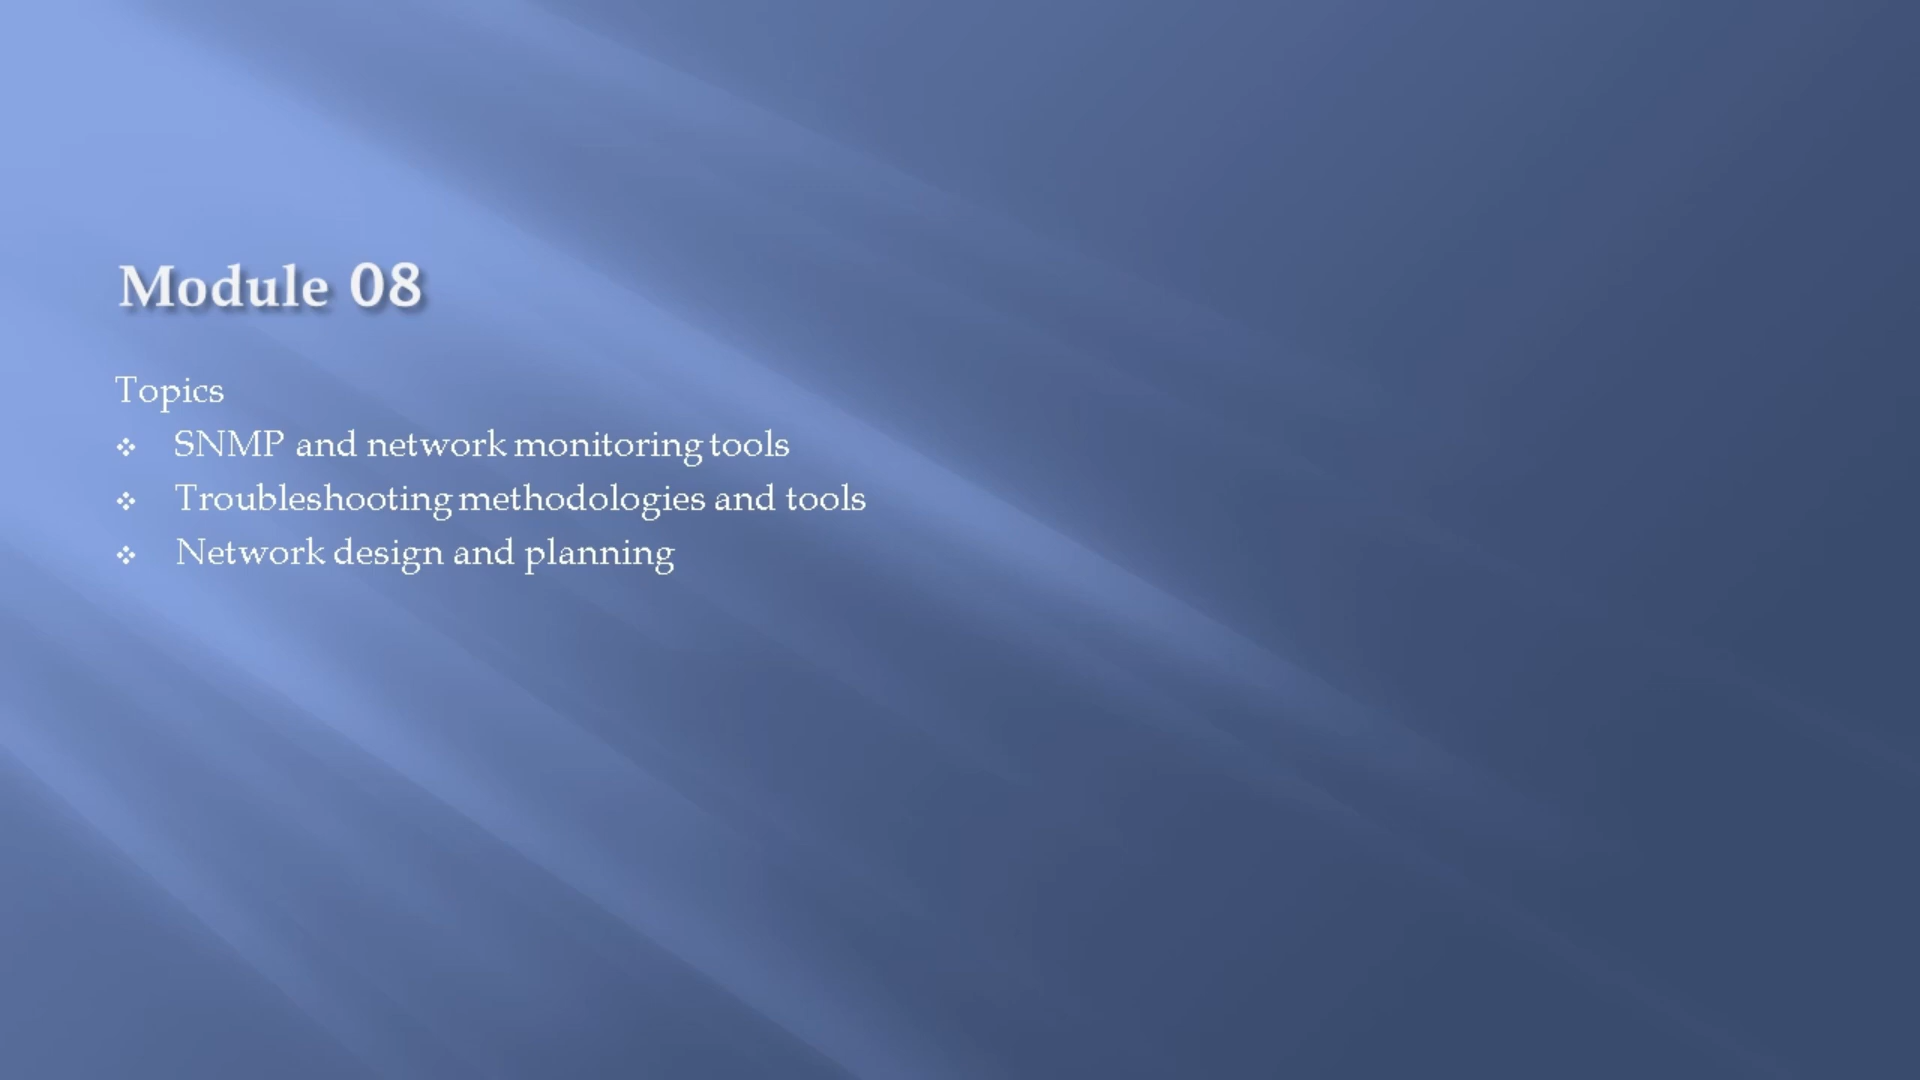 Module 08
Topics
❖ SNMP and network monitoring tools
❖ Troubleshooting methodologies and tools
❖ Network design and planning